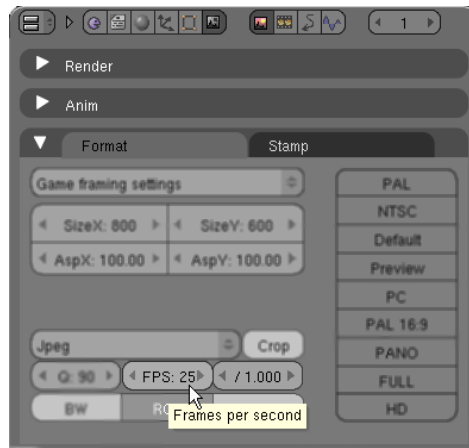 1
Render
Anim
Format Stamp
Game framing settings
SizeX: 800 SizeY: 600
AspX: 100.00 AspY: 100.00
Jpeg Crop
Q: 90 FPS: 25 / 1.000
BW
Frames per second
PAL
NTSC
Default
Preview
PC
PAL 16:9
PANO
FULL
HD